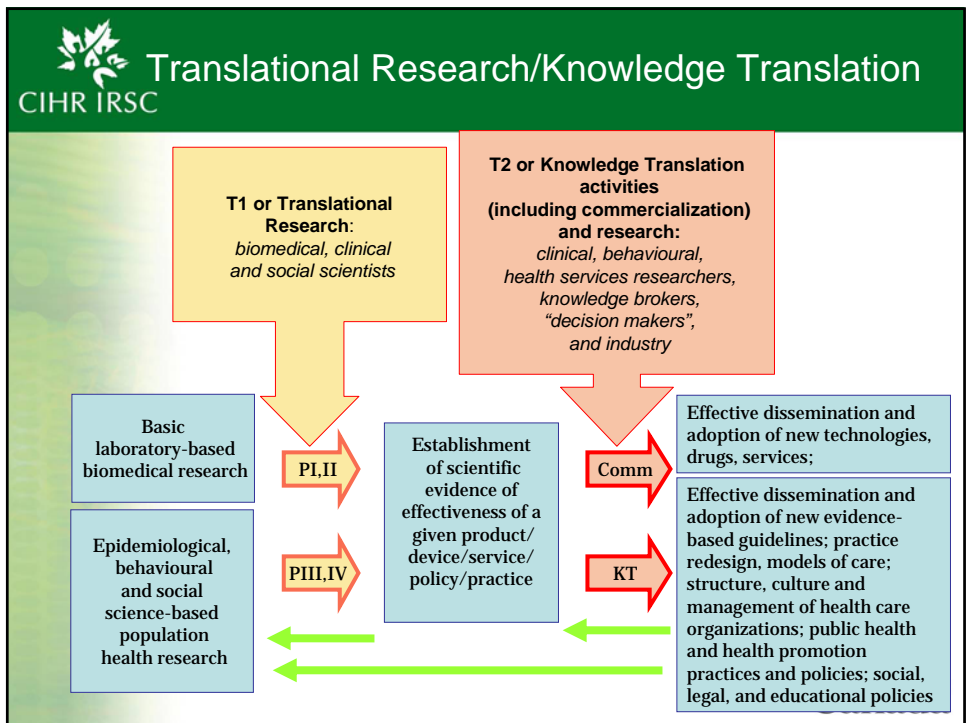 CIHR IRSC
Translational Research/Knowledge Translation
T1 or Translational
Research:
biomedical, clinical
and social scientists
T2 or Knowledge Translation
activities
(including commercialization)
and research:
clinical, behavioural,
health services researchers,
knowledge brokers,
“decision makers”,
and industry
Basic
laboratory-based
biomedical research
PI,II
Establishment
of scientific
evidence of
effectiveness of a
given product/
device/service/
policy/practice
Comm
Effective dissemination and
adoption of new technologies,
drugs, services;
Epidemiological,
behavioural
and social
science-based
population
health research
PIII,IV
KT
Effective dissemination and
adoption of new evidence-
based guidelines; practice
redesign, models of care;
structure, culture and
management of health care
organizations; public health
and health promotion
practices and policies; social,
legal, and educational policies